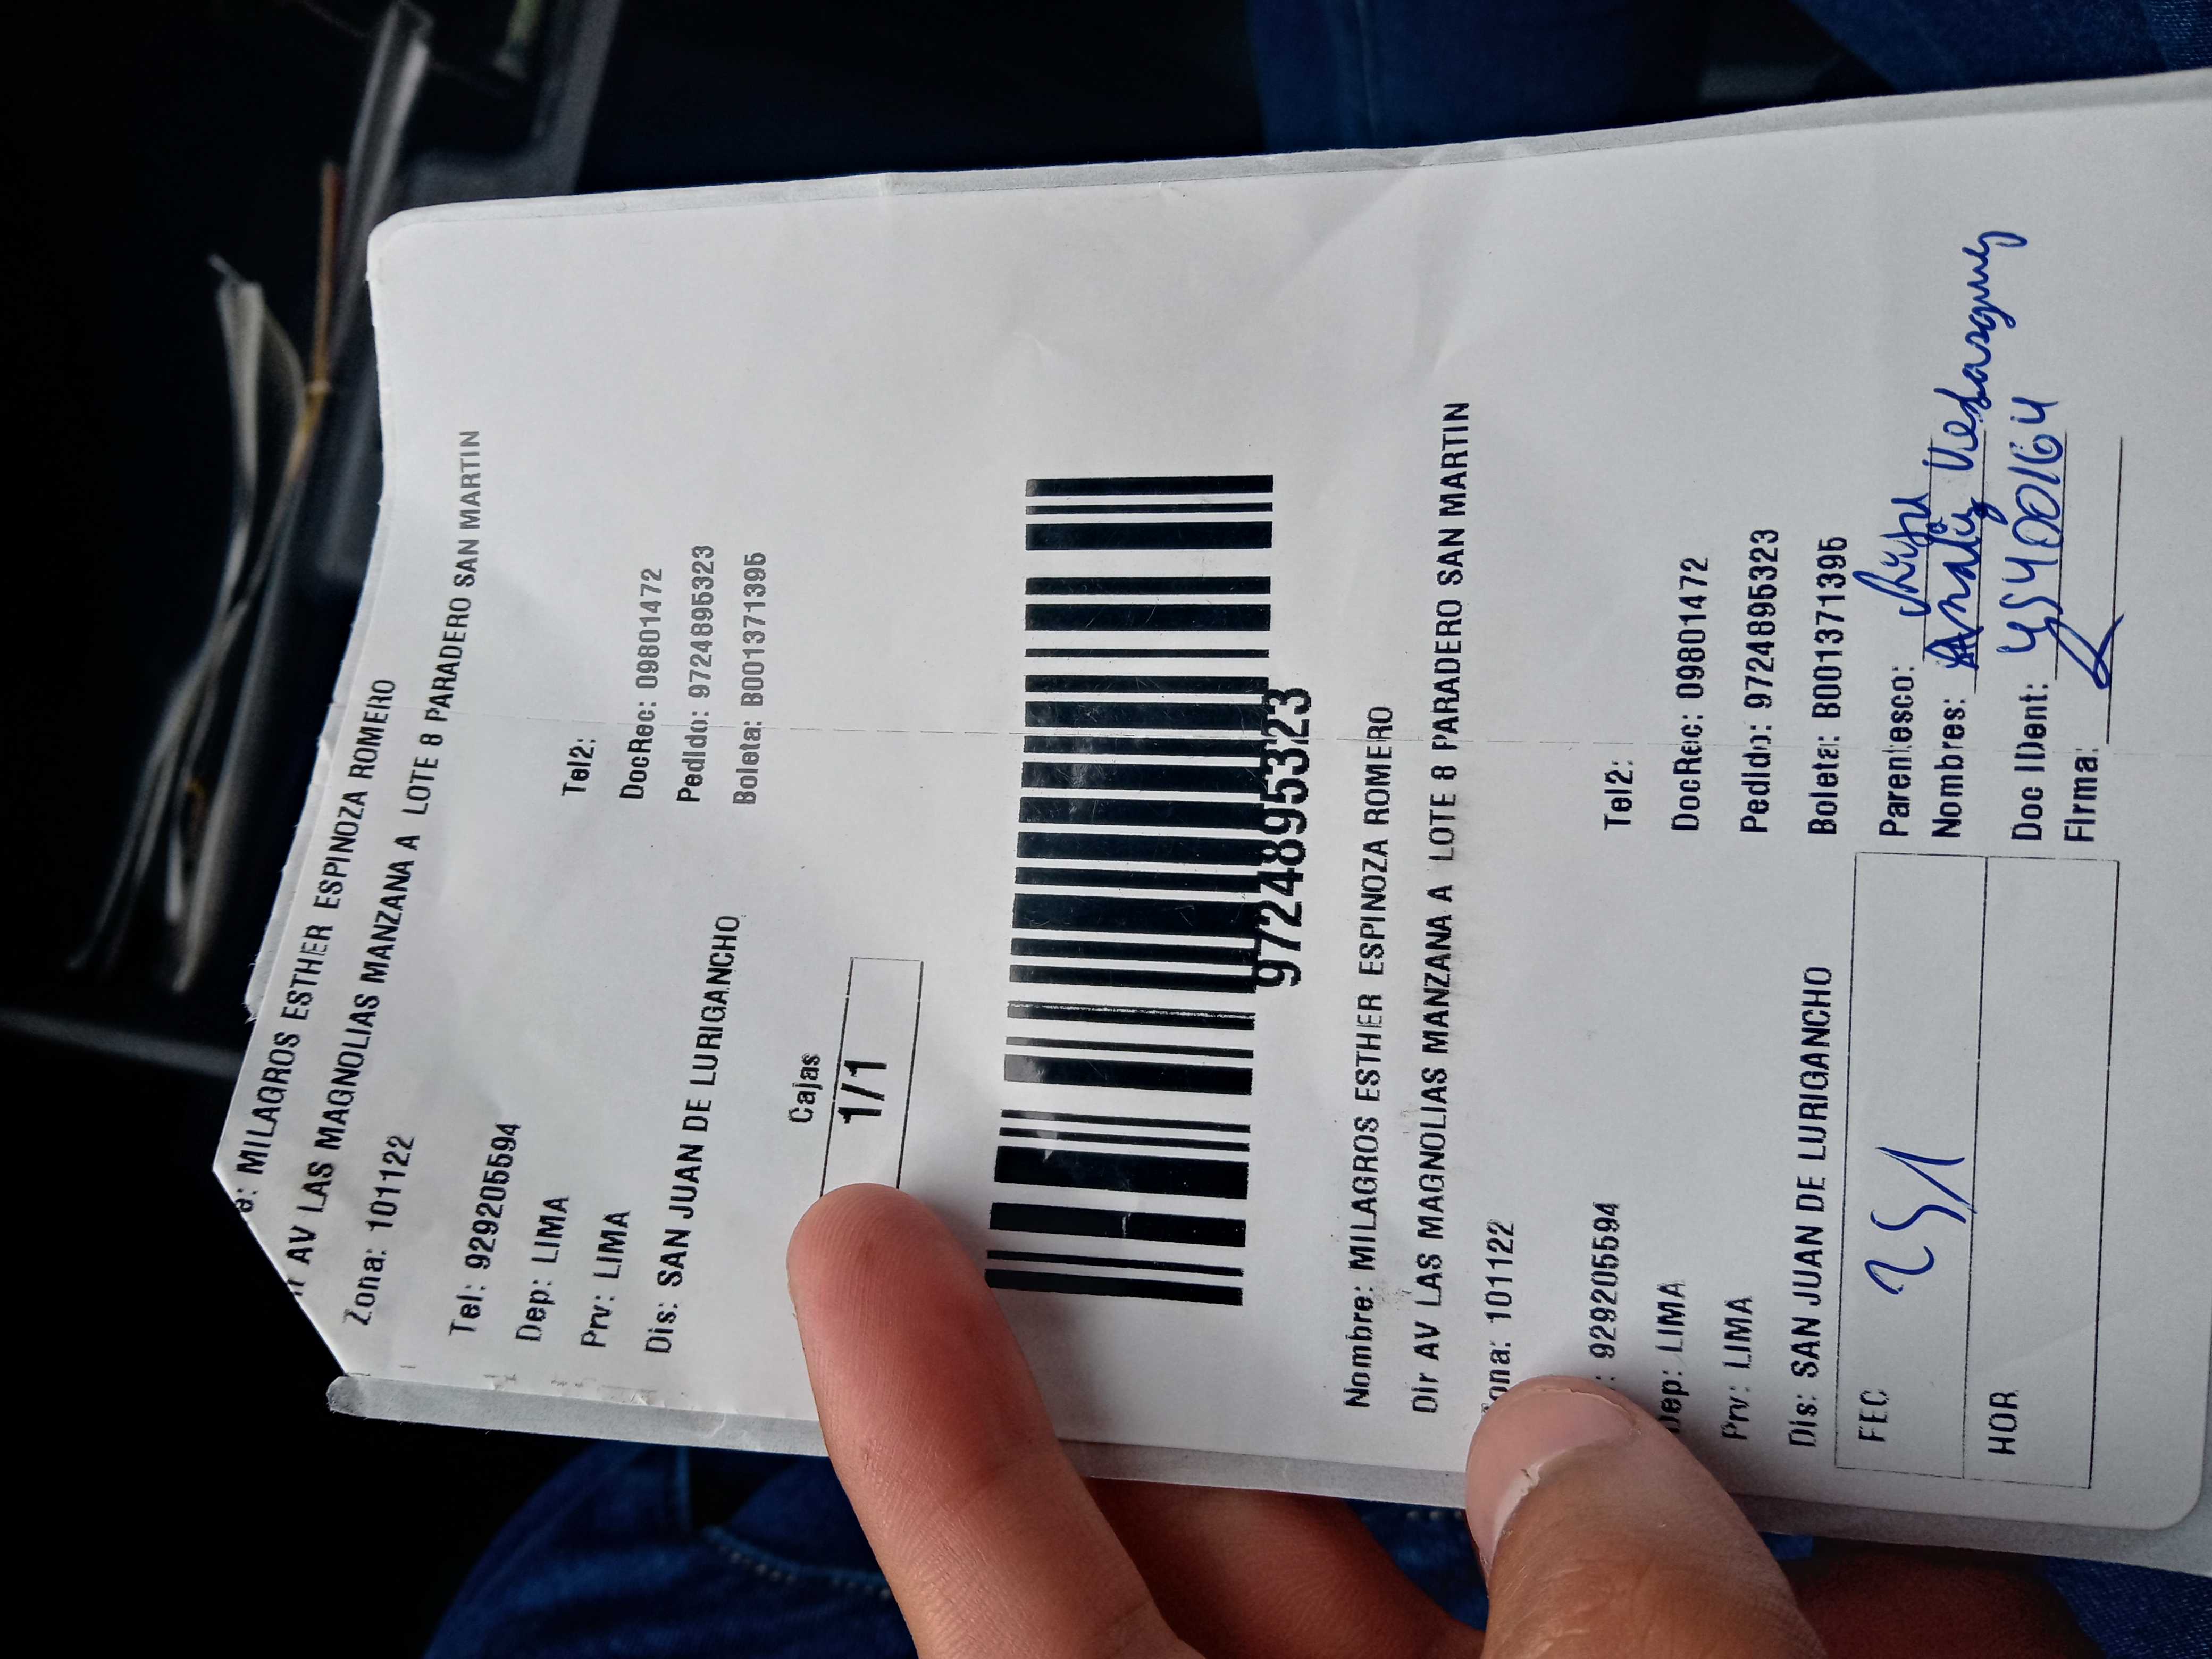 a: MILAGROS ESTHER ESPINOZA ROMERO
AV LAS MAGNOLIAS MANZANA A LOTE 8 PARADERO SAN MARTIN
Zona: 101122
Tel: 929205594 Tel2:
Dep: LIMA DocRec: 09801472
Prv: LIMA Pedido: 9724895323
Dis: SAN JUAN DE LURIGANCHO Boleta: B001371395
Cajas
1/1
9724895323
Nombre: MILAGROS ESTHER ESPINOZA ROMERO
Dir AV LAS MAGNOLIAS MANZANA A LOTE 8 PARADERO SAN MARTIN
ona: 101122
: 929205594 Tel2:
Dep: LIMA DocRec: 09801472
Prv: LIMA Pedido: 9724895323
Dis: SAN JUAN DE LURIGANCHO Boleta: B001371395
FEC 25/1 Parentesco:
Nombres:
HOR Doc IDent: 45400164
Firma: